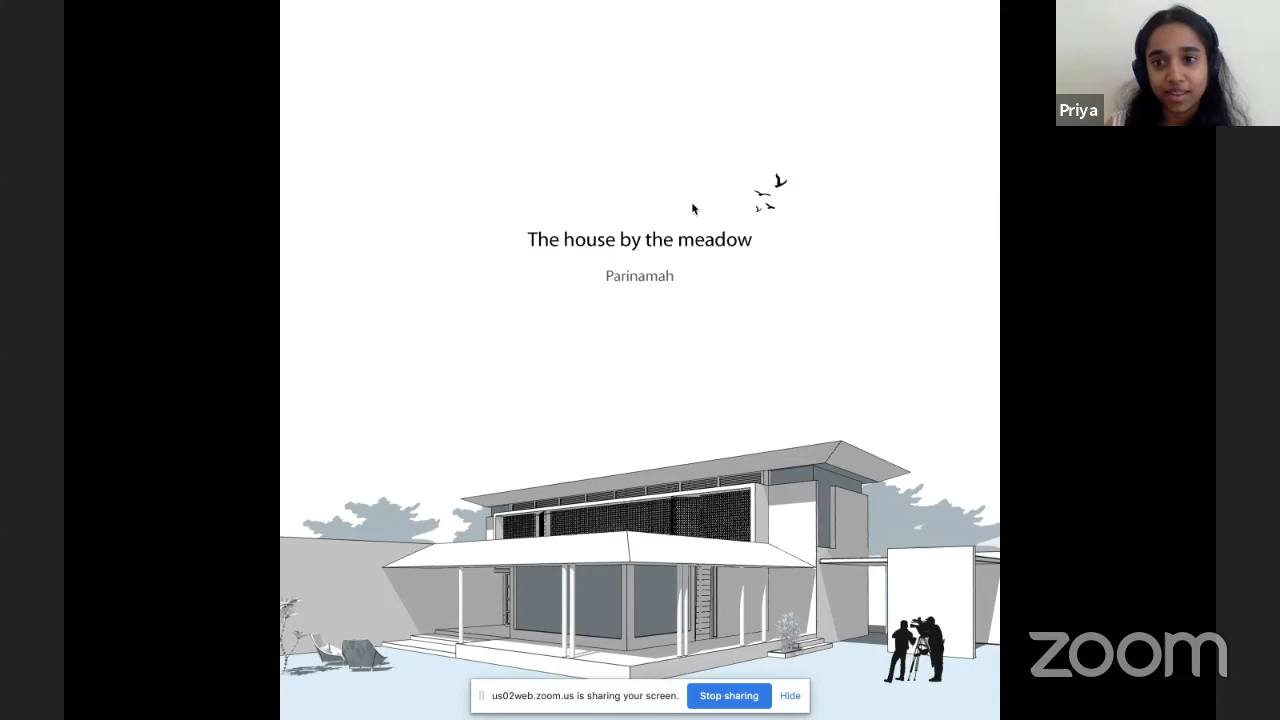 Priya
The house by the meadow
Parinamah
us02web.zoom.us is sharing your screen. Stop sharing Hide
zoom